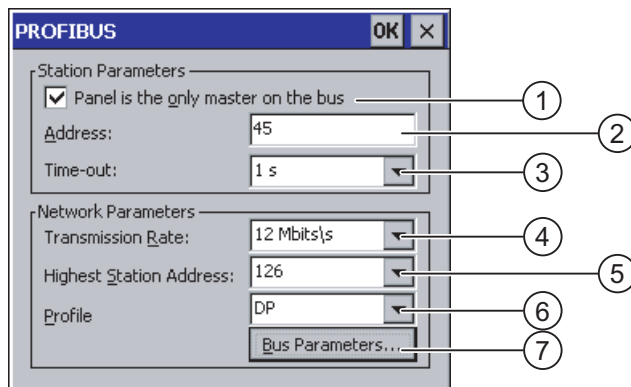 PROFIBUS OK ×
Station Parameters
Panel is the only master on the bus 1
Address: 45 2
Time-out: 1 s 3
Network Parameters
Transmission Rate: 12 Mbits\s 4
Highest Station Address: 126 5
Profile DP 6
Bus Parameters... 7